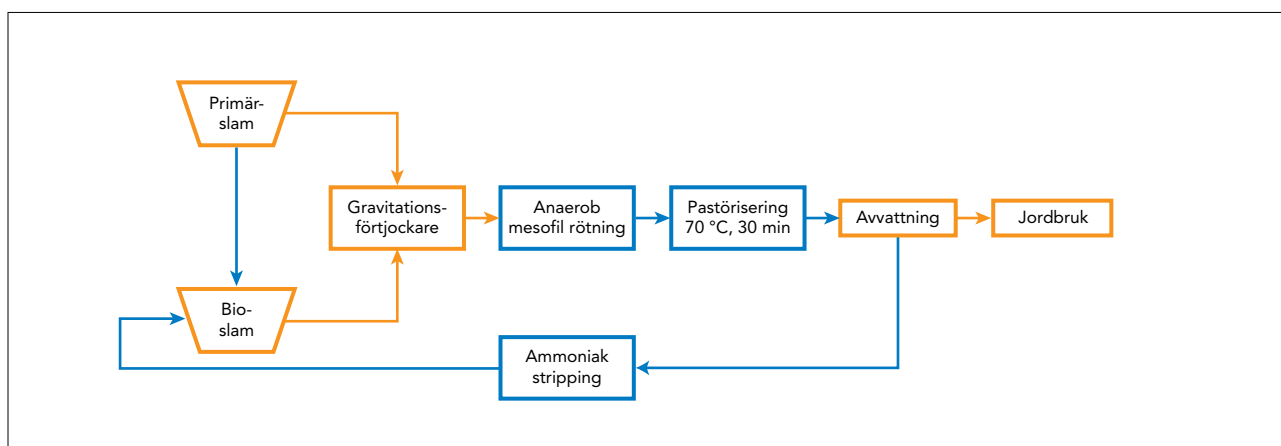 Primär-
slam
Gravitations-
förtjockare
Anaerob
mesofil rötning
Pastörisering
70 °C, 30 min
Avvattning
Jordbruk
Bio-
slam
Ammoniak
stripping